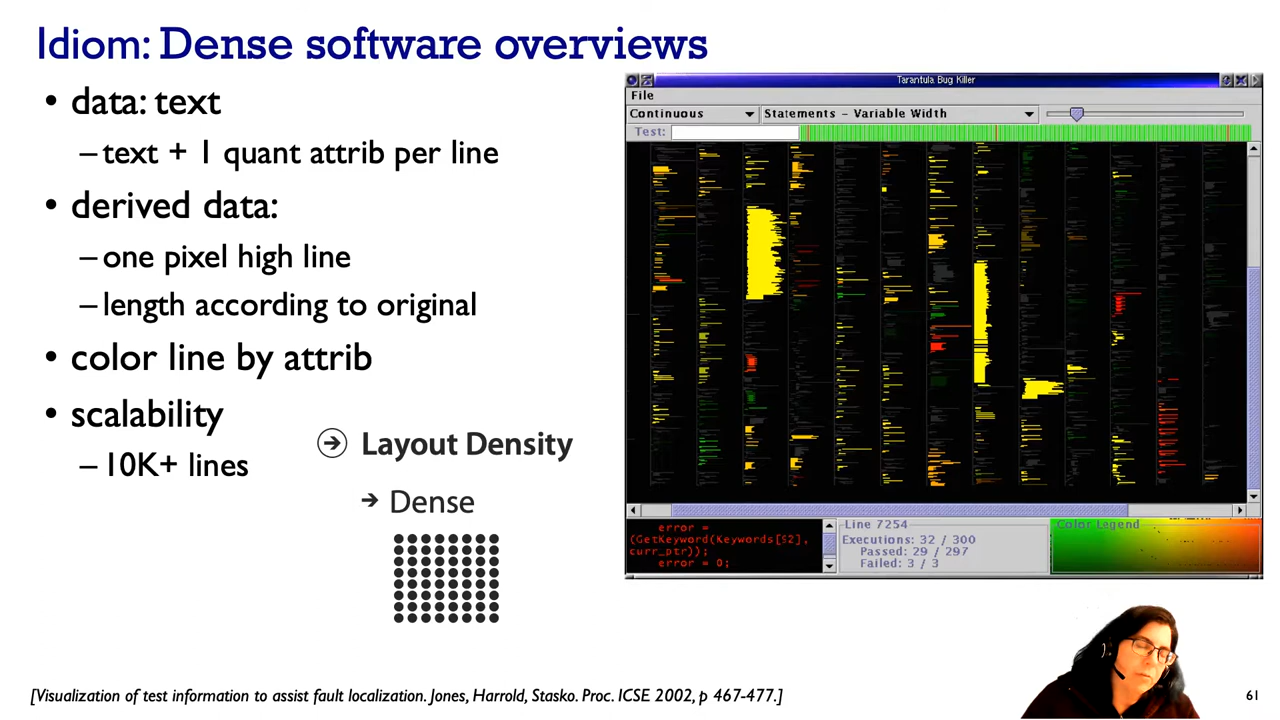 Idiom: Dense software overviews
• data: text
– text + 1 quant attrib per line
• derived data:
– one pixel high line
– length according to original
• color line by attrib
• scalability
– 10K+ lines
Layout Density
Dense
Tarantula Bug Killer
File
Continuous
Statements - Variable Width
Test:
error =
(GetKeyword(Keywords[$2],
curr_ptr));
error = 0;
Line 7254
Executions: 32 / 300
Passed: 29 / 297
Failed: 3 / 3
Color Legend
[Visualization of test information to assist fault localization. Jones, Harrold, Stasko. Proc. ICSE 2002, p 467-477.]
61